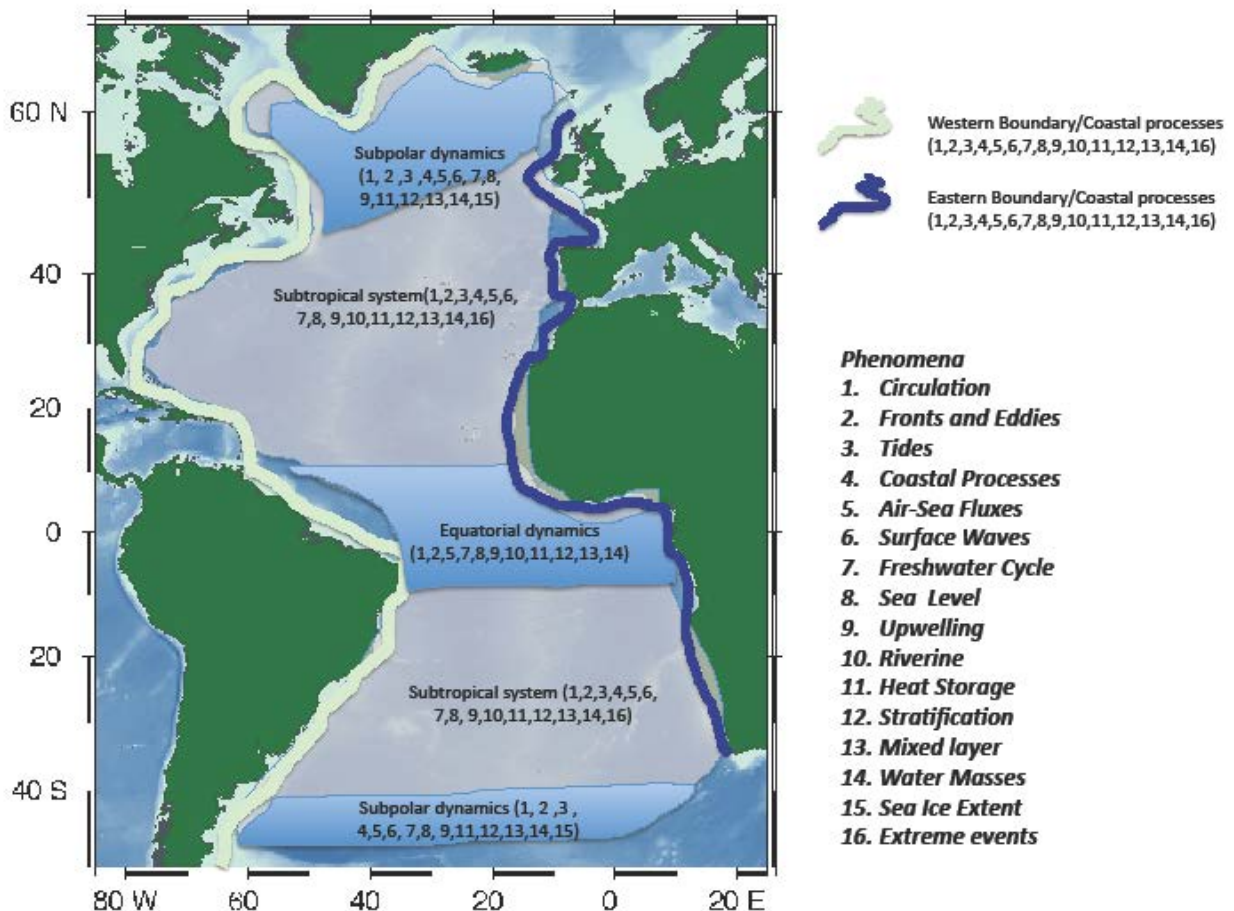 60 N
40
20
0
20
40 S
80 W
60
40
20
0
20 E
Subpolar dynamics
(1, 2 ,3 ,4,5,6, 7,8,
9,11,12,13,14,15)
Subtropical system(1,2,3,4,5,6,
7,8, 9,10,11,12,13,14,16)
Equatorial dynamics
(1,2,5,7,8,9,10,11,12,13,14)
Subtropical system (1,2,3,4,5,6,
7,8, 9,10,11,12,13,14,16)
Subpolar dynamics (1, 2 ,3 ,
4,5,6, 7,8, 9,11,12,13,14,15)
Western Boundary/Coastal processes
(1,2,3,4,5,6,7,8,9,10,11,12,13,14,16)
Eastern Boundary/Coastal processes
(1,2,3,4,5,6,7,8,9,10,11,12,13,14,16)
Phenomena
1. Circulation
2. Fronts and Eddies
3. Tides
4. Coastal Processes
5. Air-Sea Fluxes
6. Surface Waves
7. Freshwater Cycle
8. Sea Level
9. Upwelling
10. Riverine
11. Heat Storage
12. Stratification
13. Mixed layer
14. Water Masses
15. Sea Ice Extent
16. Extreme events